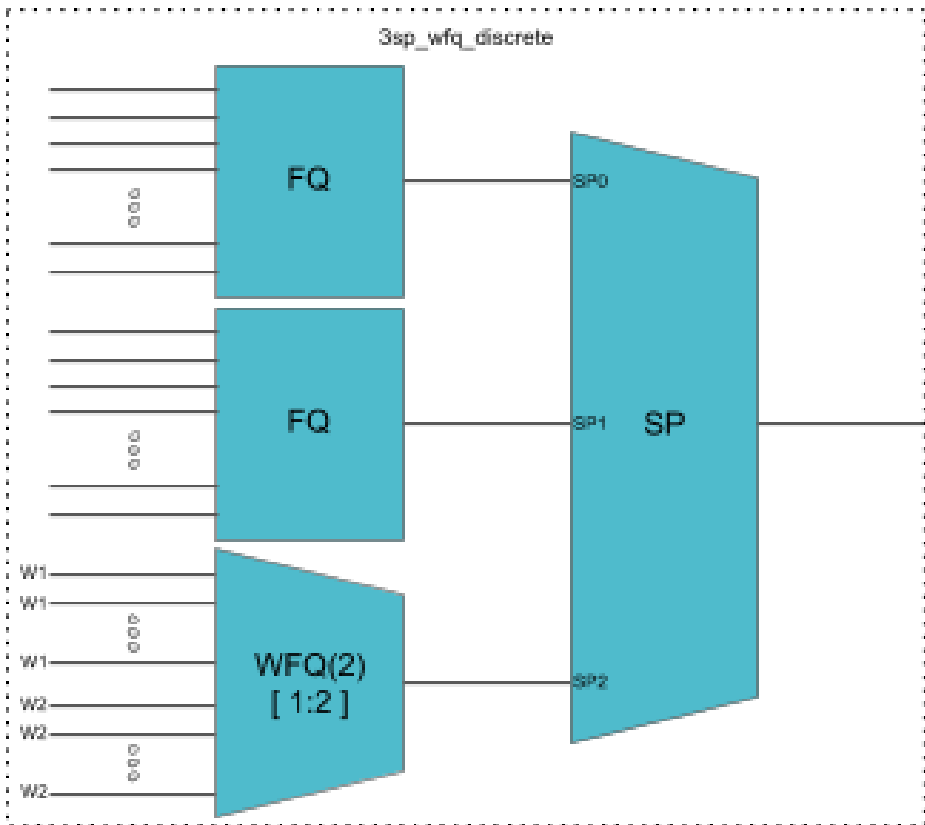 3sp_wfq_discrete
FQ
SP0
FQ
SP1
SP
W1
W1
W1
WFQ(2)
[ 1:2 ]
SP2
W2
W2
W2